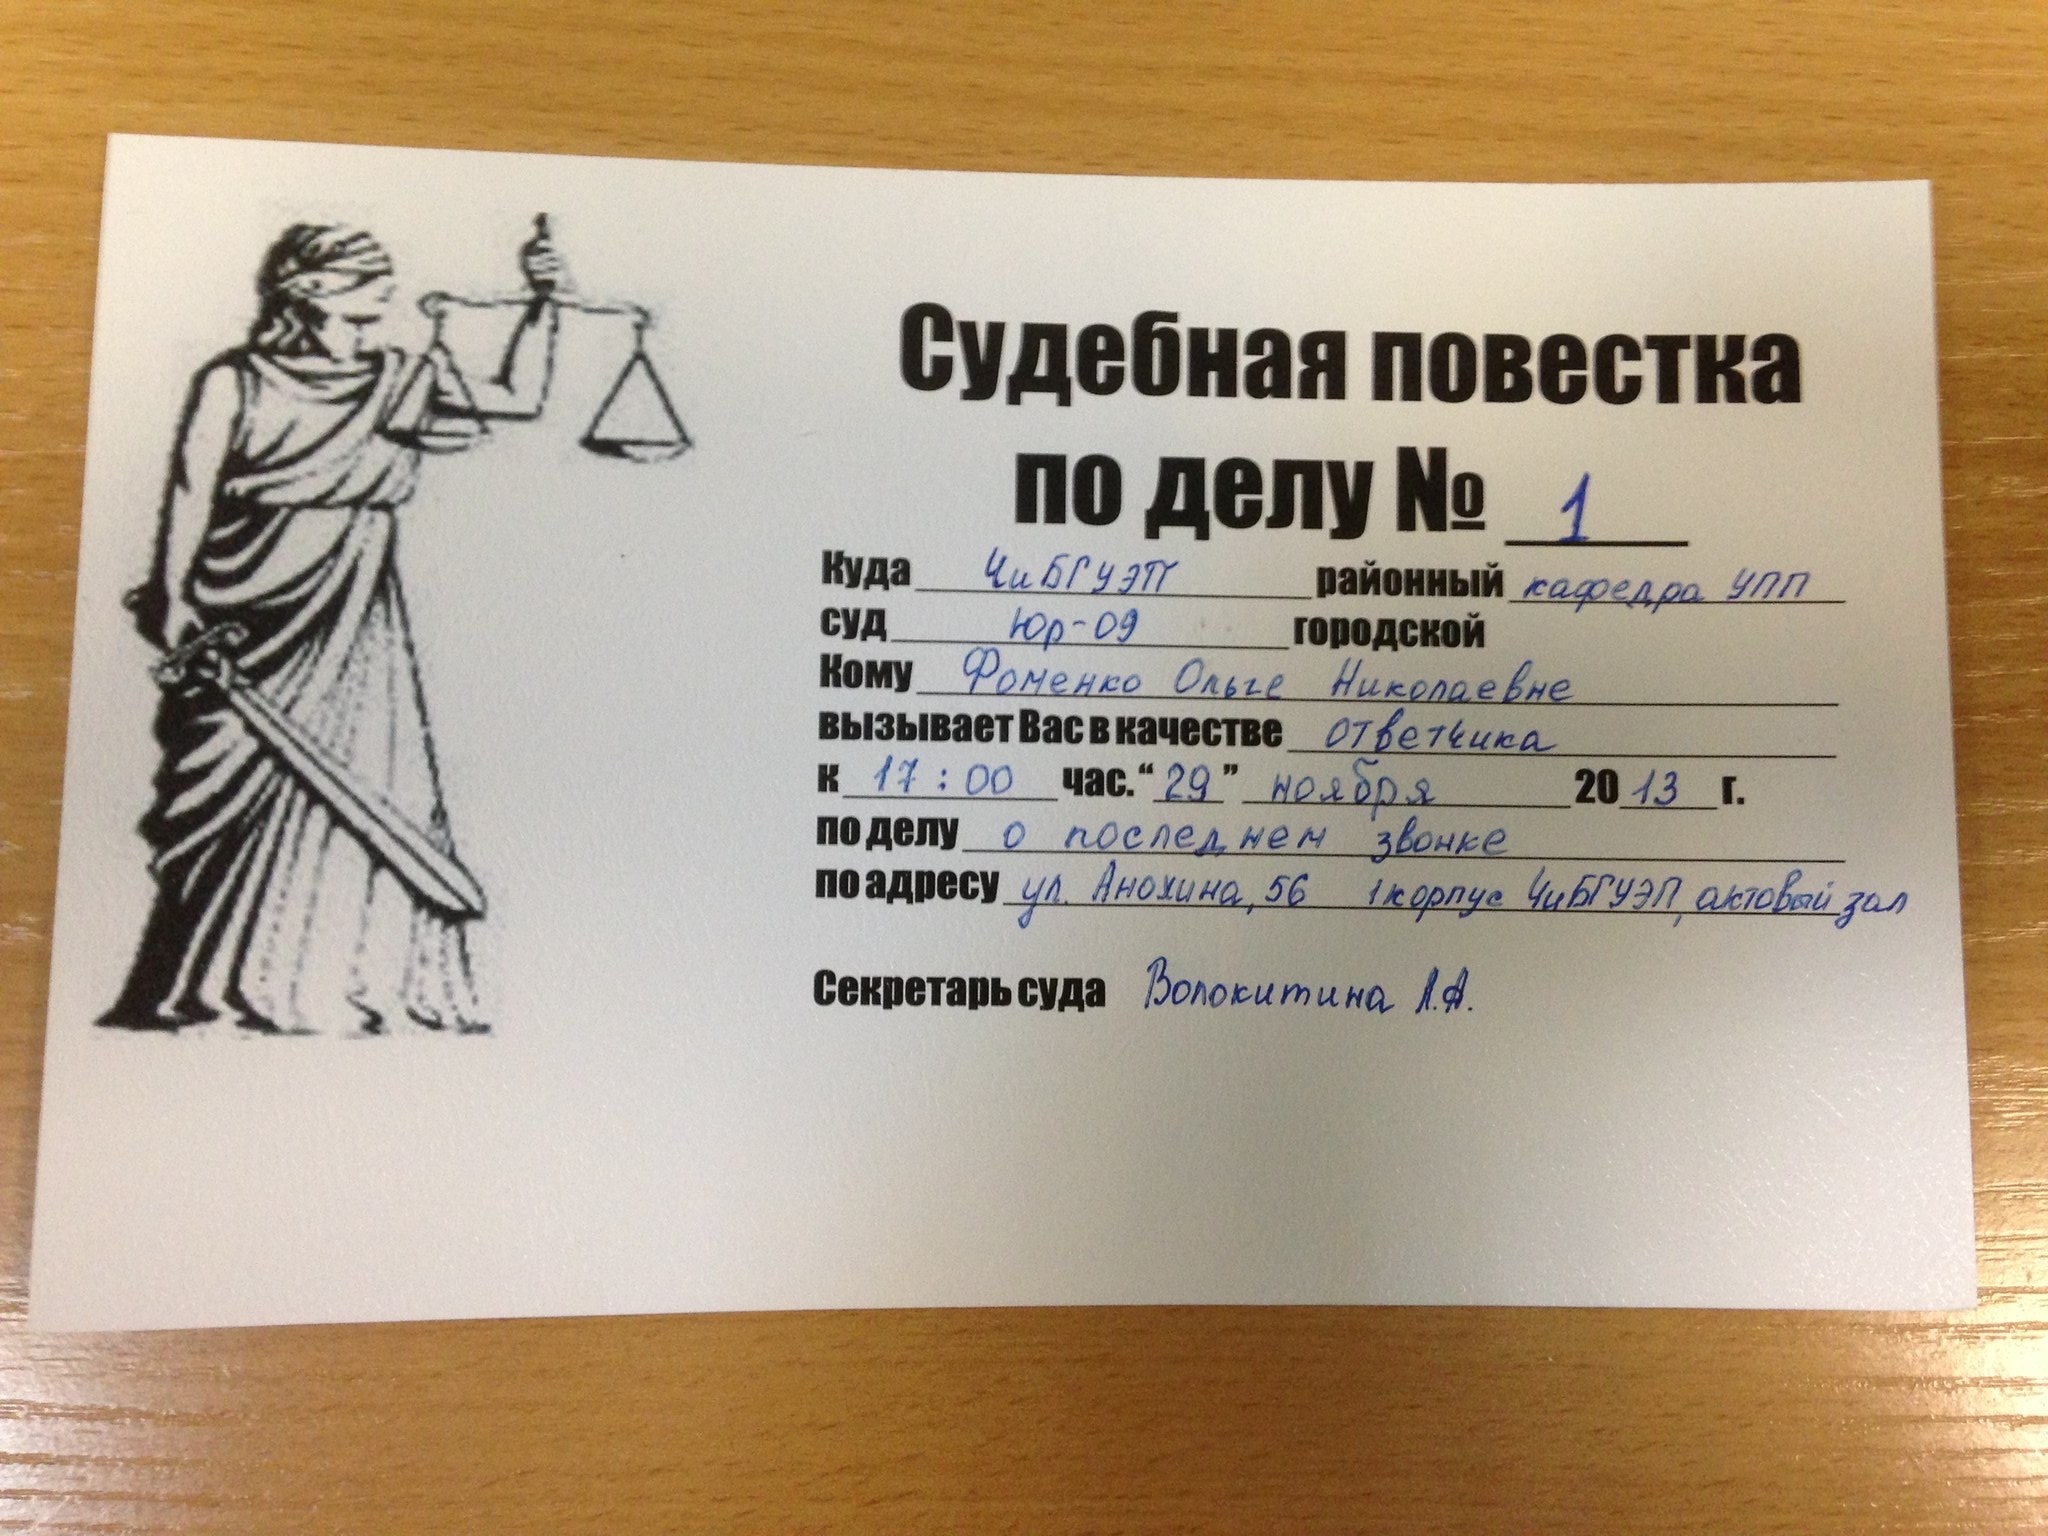 Судебная повестка
по делу № 1
Куда ЧиБГУЭП районный кафедра УПП
суд Юр-09 городской
Кому Фоменко Ольге Николаевне
вызывает Вас в качестве ответчика
к 17:00 час. “29” ноября 2013 г.
по делу о последнем звонке
по адресу ул. Анохина, 56 1 корпус ЧиБГУЭП, актовый зал
Секретарь суда Волокитина Л.А.